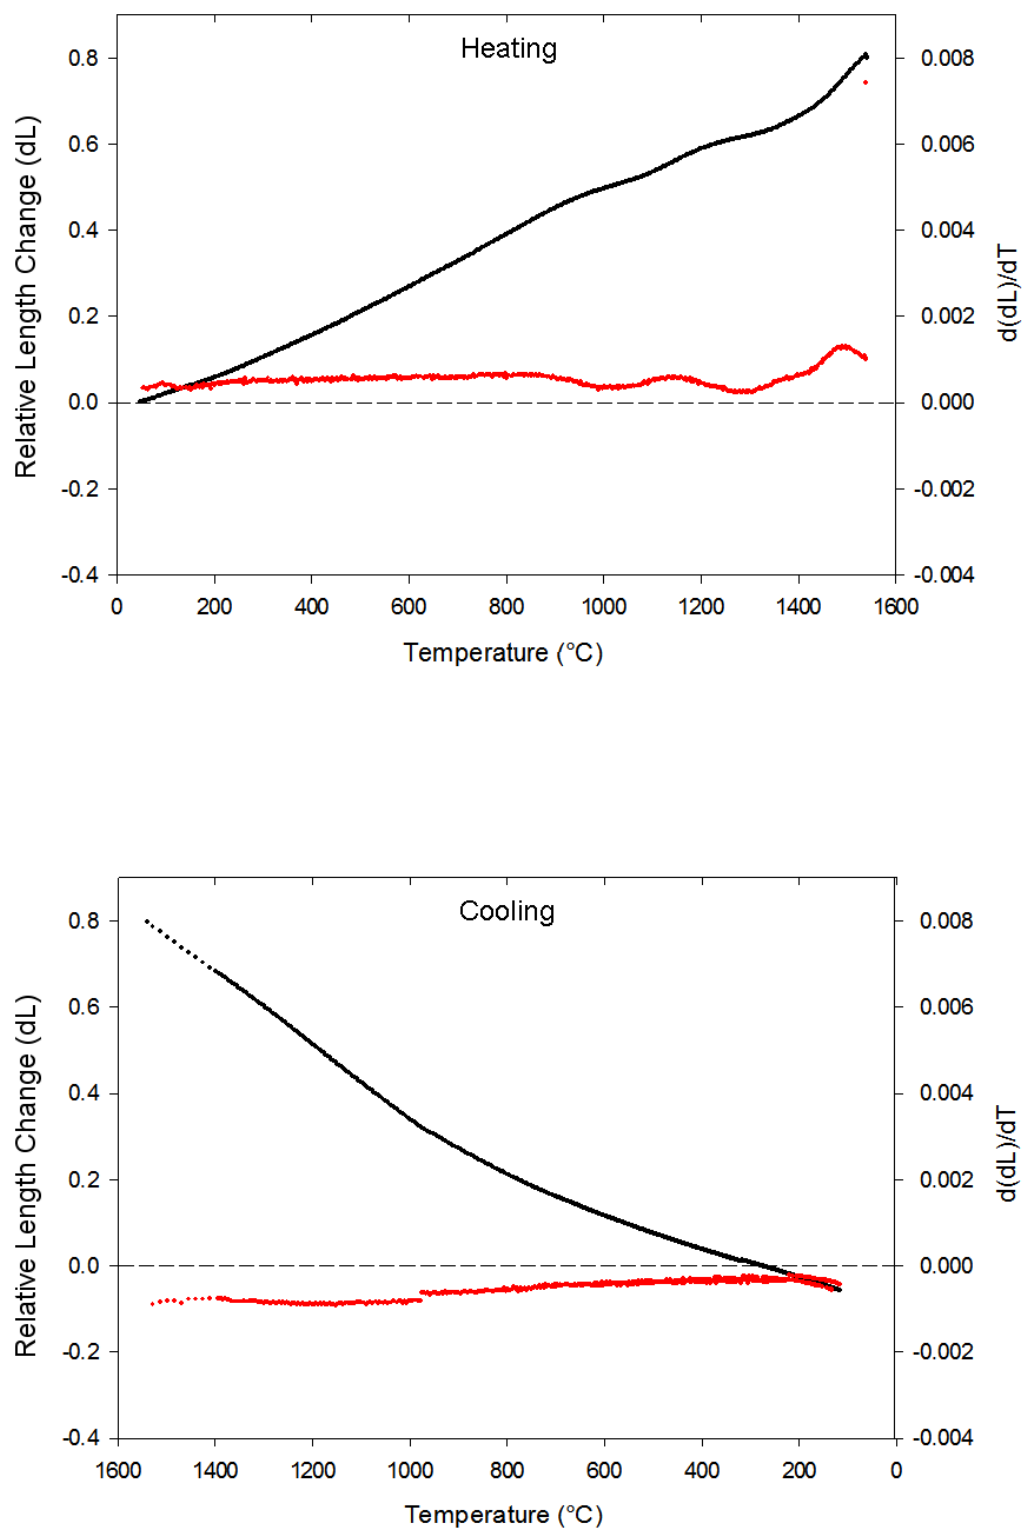 Heating
Relative Length Change (dL)
0.8
0.6
0.4
0.2
0.0
-0.2
-0.4
0.008
0.006
0.004
0.002
0.000
-0.002
-0.004
d(dL)/dT
0 200 400 600 800 1000 1200 1400 1600
Temperature (°C)
Cooling
Relative Length Change (dL)
0.8
0.6
0.4
0.2
0.0
-0.2
-0.4
0.008
0.006
0.004
0.002
0.000
-0.002
-0.004
d(dL)/dT
1600 1400 1200 1000 800 600 400 200 0
Temperature (°C)